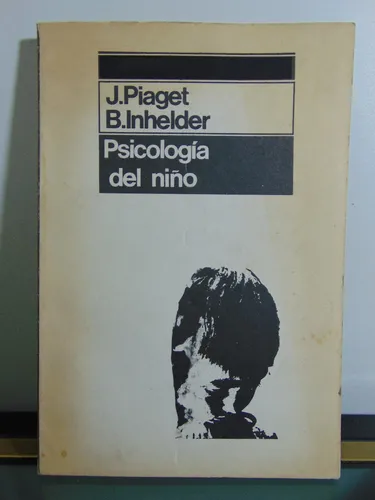 J.Piaget
B.Inhelder
Psicología
del niño